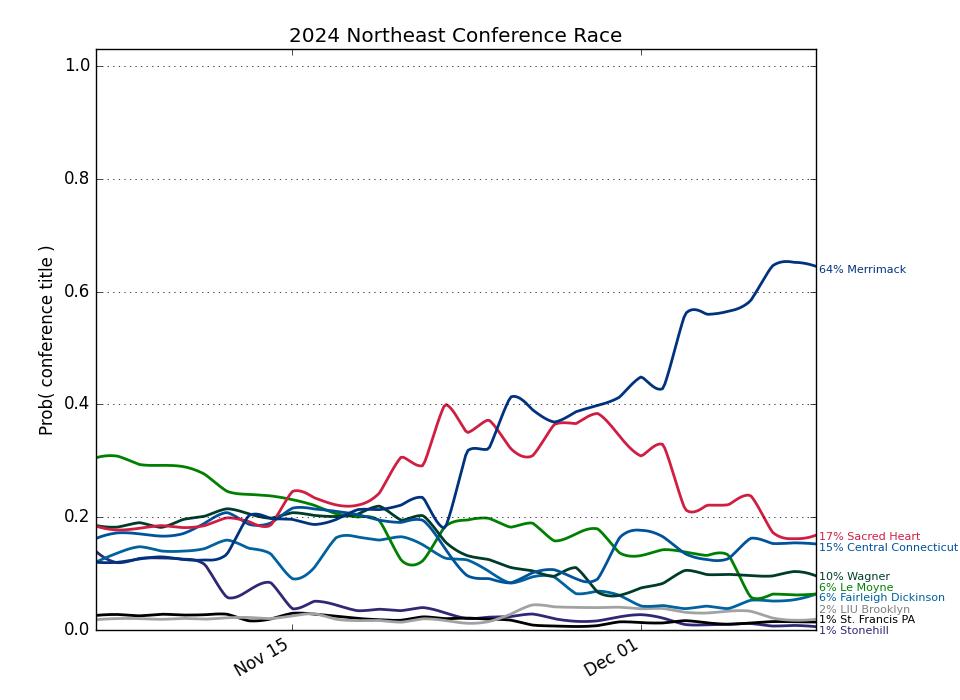 2024 Northeast Conference Race
1.0
0.8
0.6
0.4
0.2
0.0
Prob( conference title )
Nov 15
Dec 01
64% Merrimack
17% Sacred Heart
15% Central Connecticut
10% Wagner
6% Le Moyne
6% Fairleigh Dickinson
2% LIU Brooklyn
1% St. Francis PA
1% Stonehill